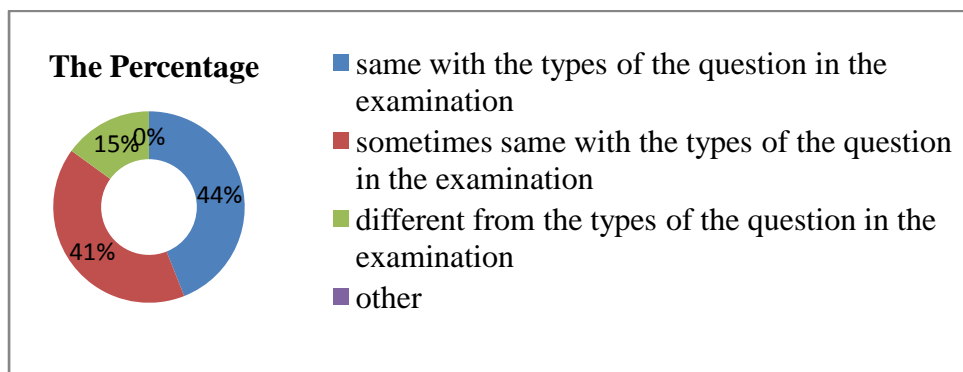 The Percentage
0%
15%
44%
41%
same with the types of the question in the
examination
sometimes same with the types of the question
in the examination
different from the types of the question in the
examination
other